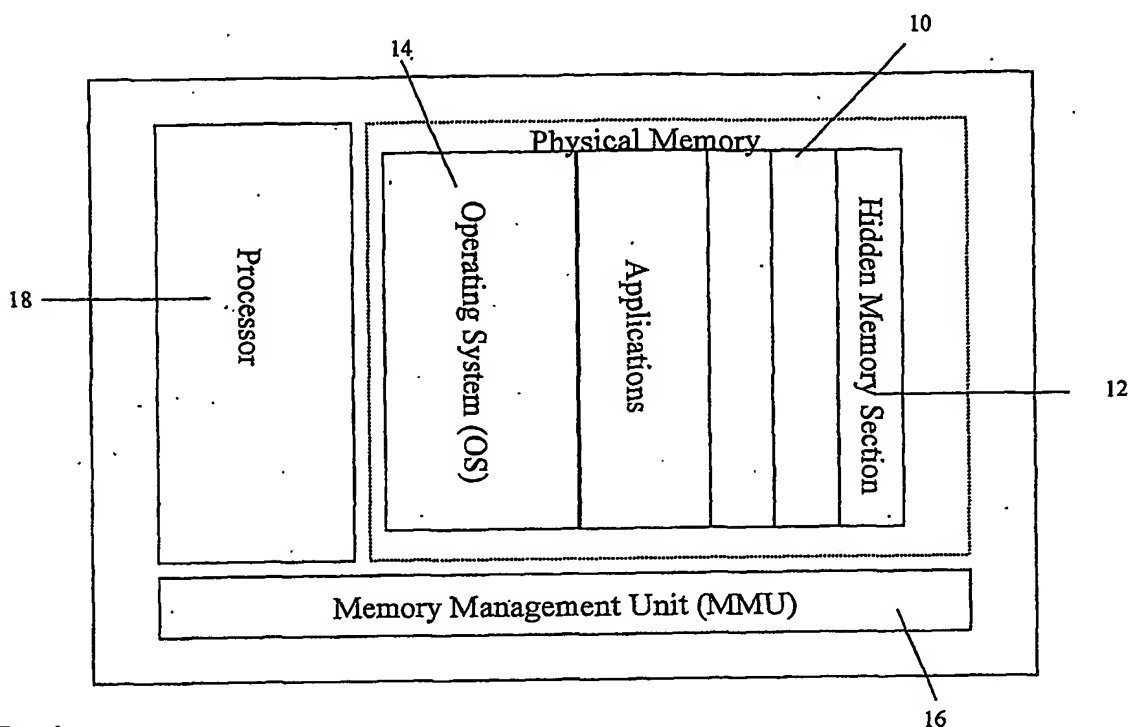 10
14
Physical Memory
Processor
Operating System (OS)
Applications
Hidden Memory
Section
18
12
Memory Management Unit (MMU)
16